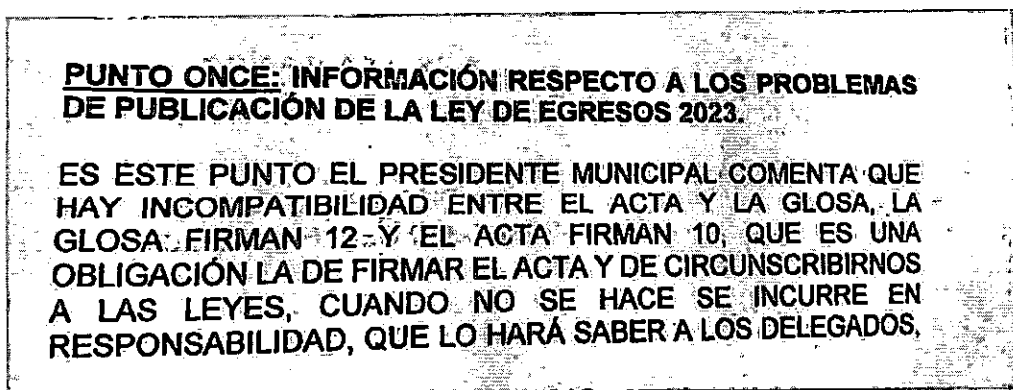 PUNTO ONCE: INFORMACIÓN RESPECTO A LOS PROBLEMAS
DE PUBLICACIÓN DE LA LEY DE EGRESOS 2023.
ES ESTE PUNTO EL PRESIDENTE MUNICIPAL COMENTA QUE
HAY INCOMPATIBILIDAD ENTRE EL ACTA Y LA GLOSA, LA
GLOSA FIRMAN 12 Y EL ACTA FIRMAN 10, QUE ES UNA
OBLIGACIÓN LA DE FIRMAR EL ACTA Y DE CIRCUNSCRIBIRNOS
A LAS LEYES, CUANDO NO SE HACE SE INCURRE EN
RESPONSABILIDAD, QUE LO HARÁ SABER A LOS DELEGADOS.